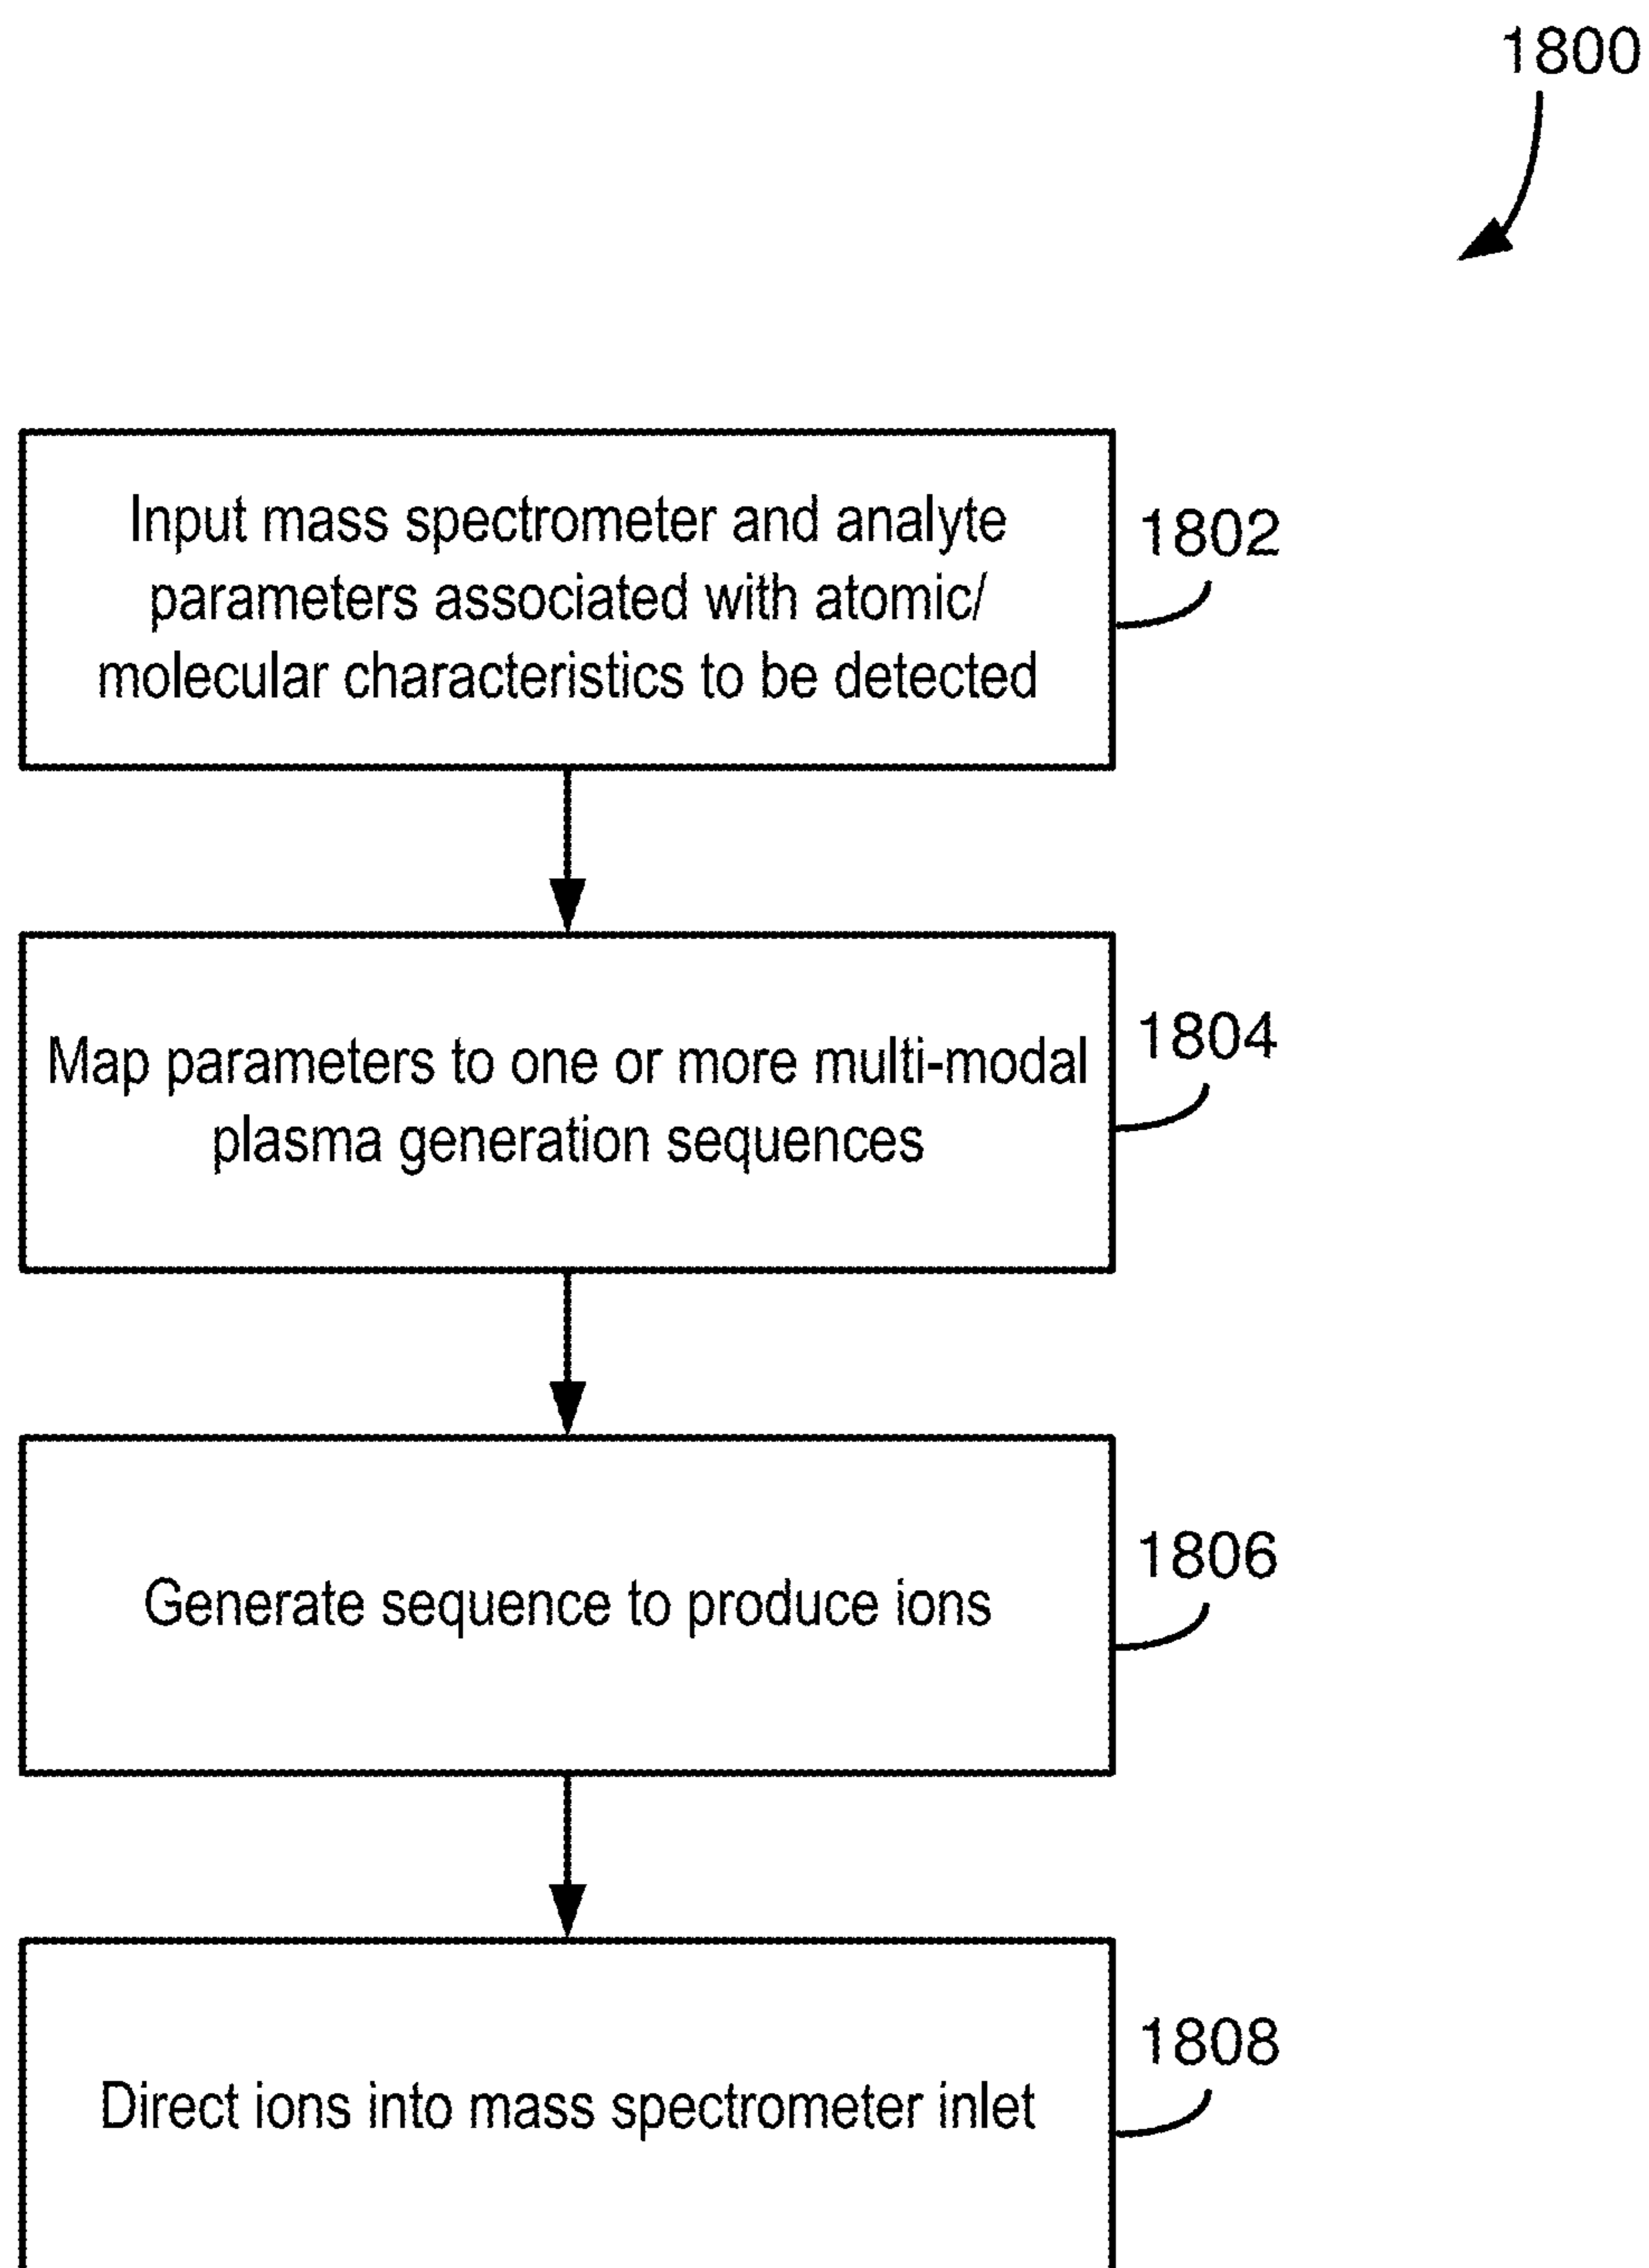 1800
Input mass spectrometer and analyte
parameters associated with atomic/
molecular characteristics to be detected
1802
Map parameters to one or more multi-modal
plasma generation sequences
1804
Generate sequence to produce ions
1806
Direct ions into mass spectrometer inlet
1808